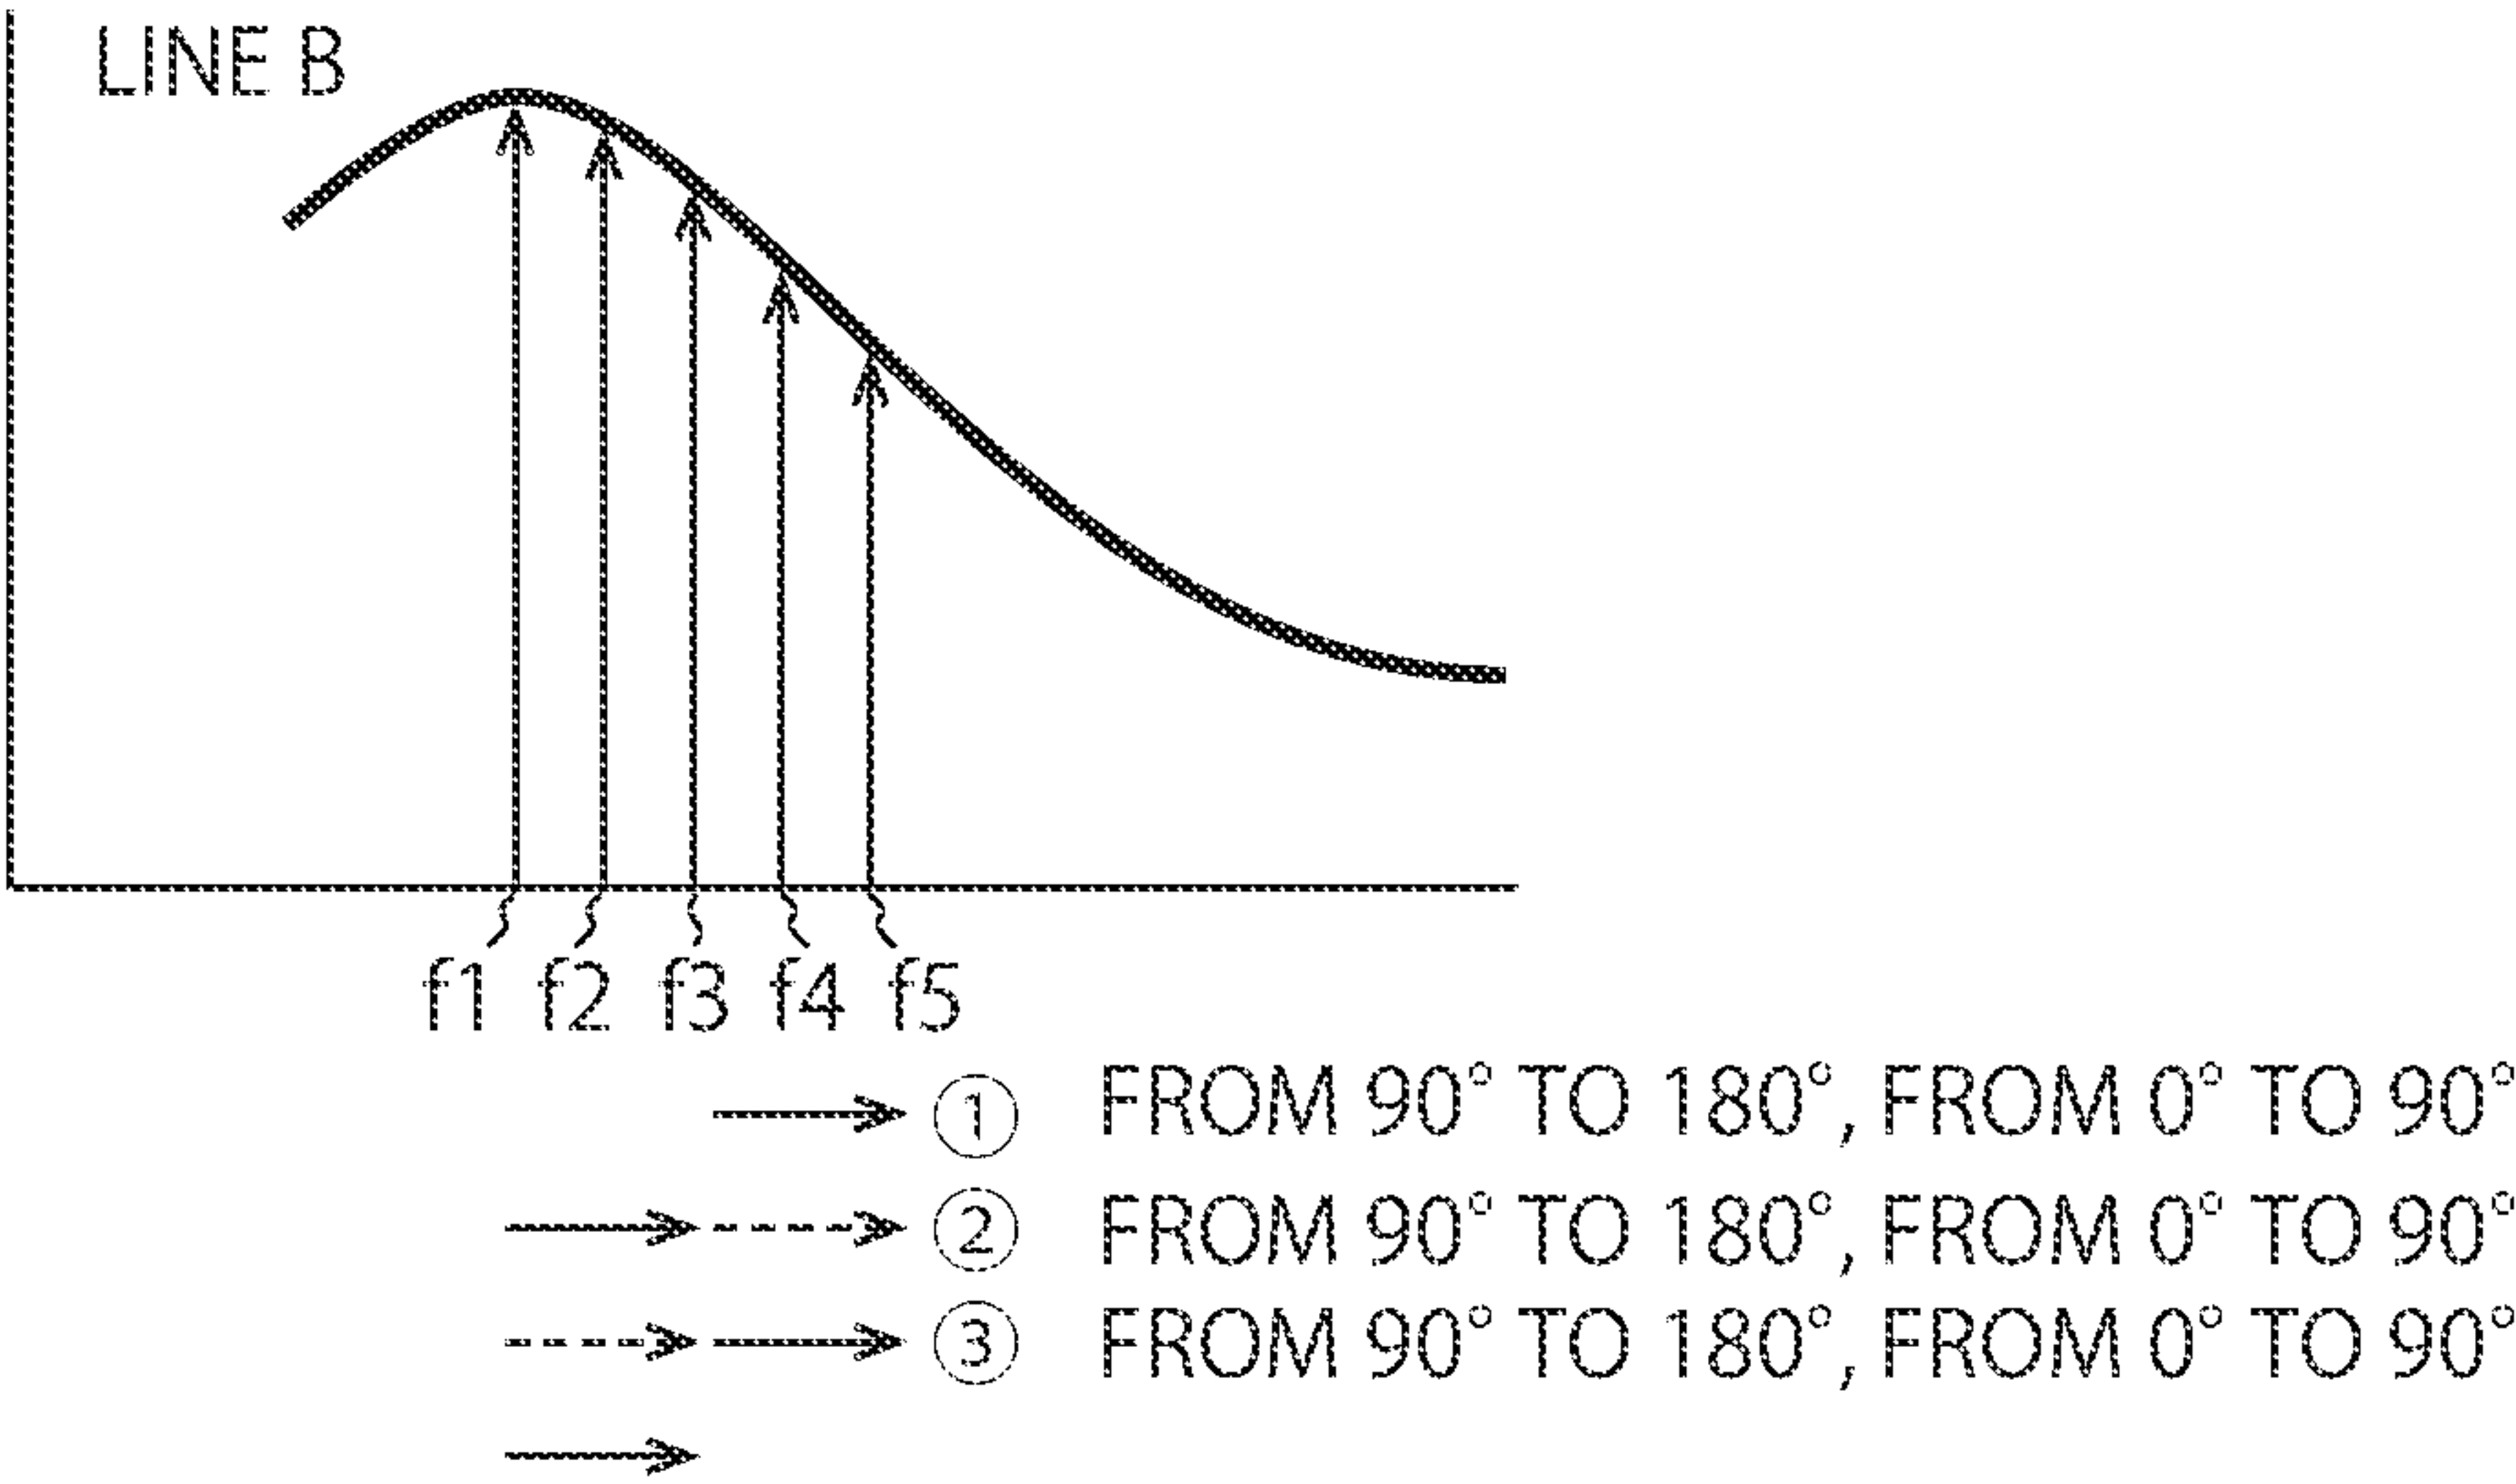 LINE B
f1 f2 f3 f4 f5
① FROM 90° TO 180°, FROM 0° TO 90°
② FROM 90° TO 180°, FROM 0° TO 90°
③ FROM 90° TO 180°, FROM 0° TO 90°